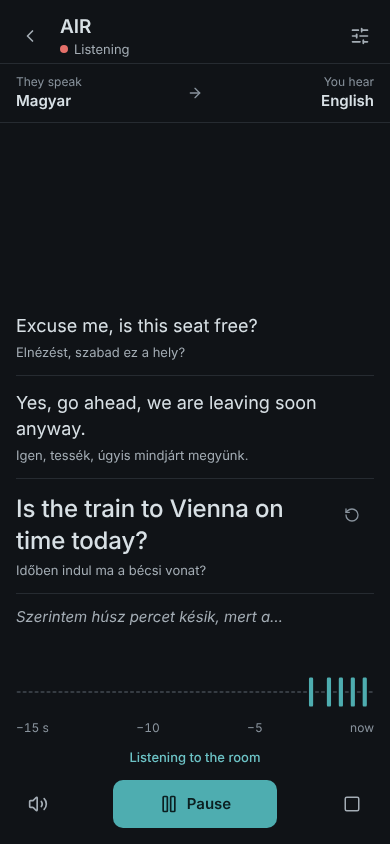 AIR
Listening
They speak
You hear
Magyar
English
Excuse me, is this seat free?
Elnézést, szabad ez a hely?
Yes, go ahead, we are leaving soon
anyway.
Igen, tessék, úgyis mindjárt megyünk.
Is the train to Vienna on
time today?
Időben indul ma a bécsi vonat?
Szerintem húsz percet késik, mert a...
−15 s
−10
−5
now
Listening to the room
Pause